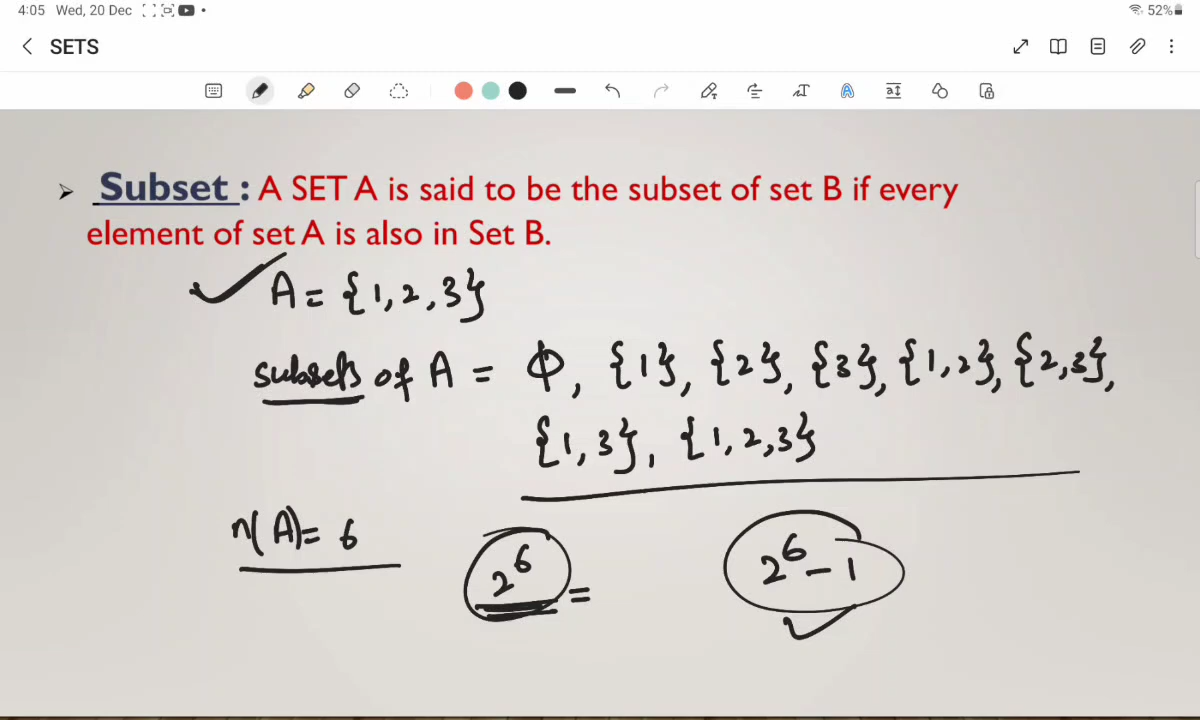 4:05 Wed, 20 Dec 52%
SETS
Subset : A SET A is said to be the subset of set B if every
element of set A is also in Set B.
A = {1, 2, 3}
subsets of A = Φ, {1}, {2}, {3}, {1, 2}, {2, 3},
{1, 3}, {1, 2, 3}
n(A) = 6
2⁶ =
2⁶ - 1